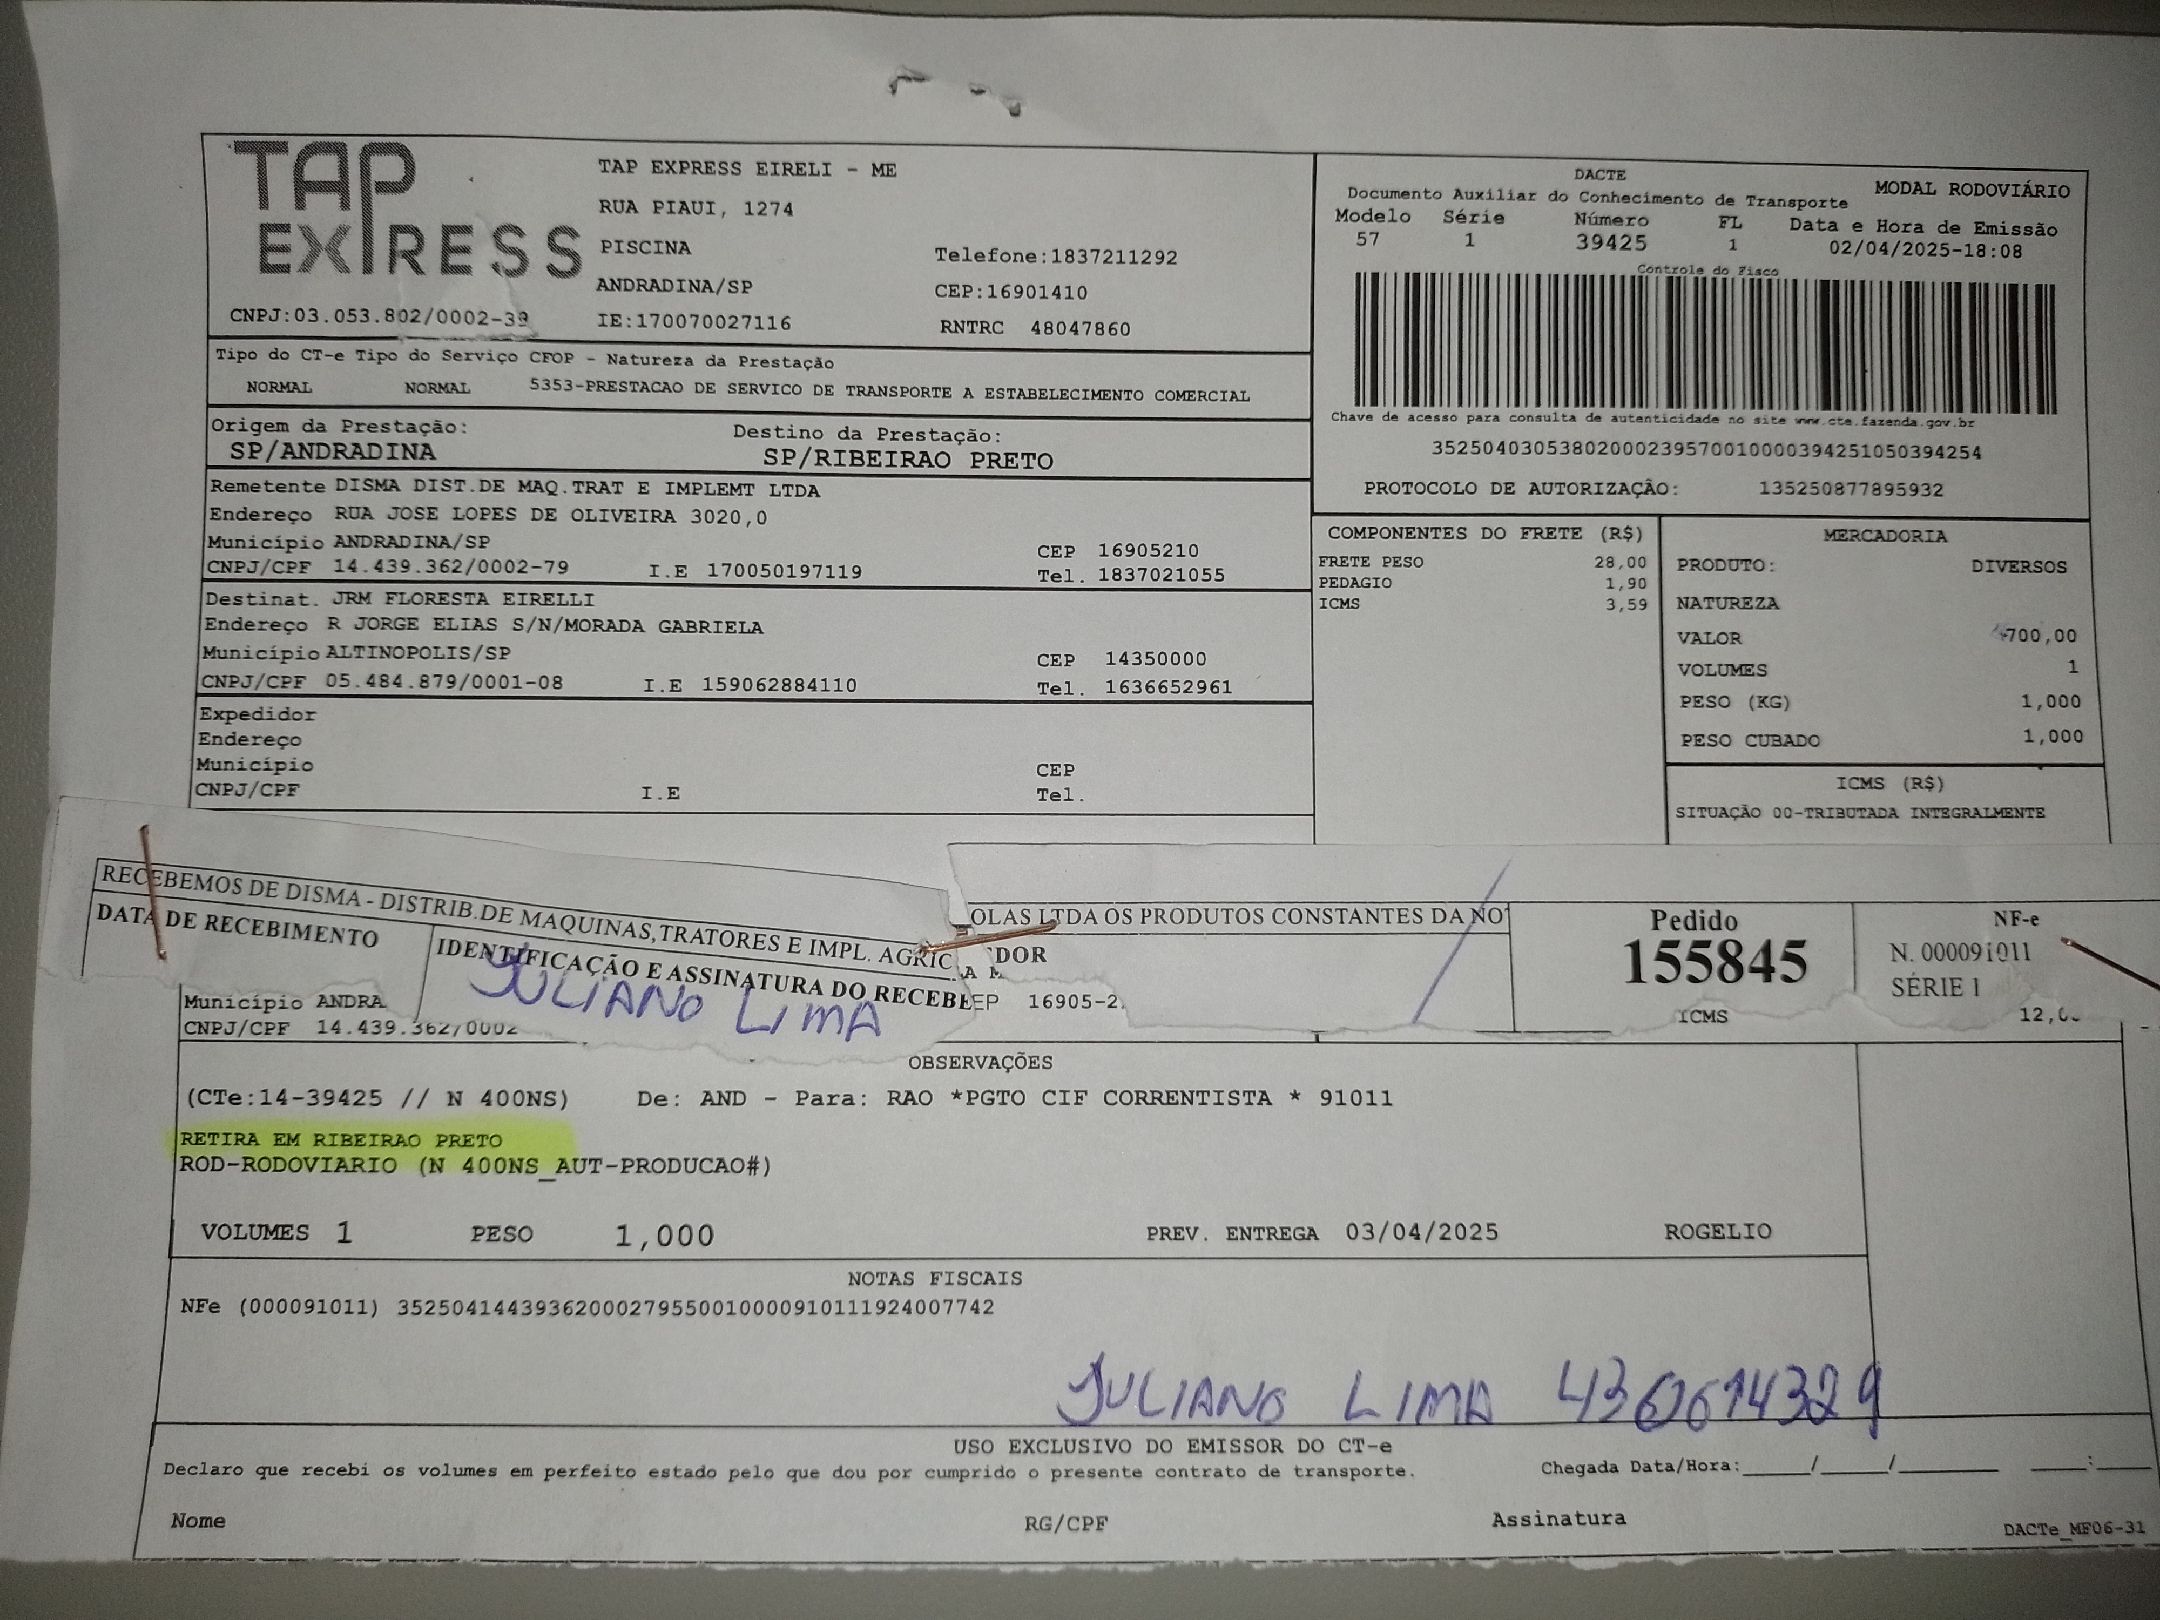 TAP EXPRESS
TAP EXPRESS EIRELI - ME
RUA PIAUI, 1274
PISCINA
Telefone:1837211292
ANDRADINA/SP
CEP:16901410
CNPJ:03.053.802/0002-39
IE:170070027116
RNTRC 48047860
DACTE
MODAL RODOVIÁRIO
Documento Auxiliar do Conhecimento de Transporte
Modelo Série Número FL Data e Hora de Emissão
57 1 39425 1 02/04/2025-18:08
Controle do Fisco
Chave de acesso para consulta de autenticidade no site www.cte.fazenda.gov.br
35250403053802000239570010000394251050394254
PROTOCOLO DE AUTORIZAÇÃO: 135250877895932
Tipo do CT-e Tipo do Serviço CFOP - Natureza da Prestação
NORMAL NORMAL 5353-PRESTACAO DE SERVICO DE TRANSPORTE A ESTABELECIMENTO COMERCIAL
Origem da Prestação: Destino da Prestação:
SP/ANDRADINA SP/RIBEIRAO PRETO
Remetente DISMA DIST.DE MAQ.TRAT E IMPLEMT LTDA
Endereço RUA JOSE LOPES DE OLIVEIRA 3020,0
Município ANDRADINA/SP CEP 16905210
CNPJ/CPF 14.439.362/0002-79 I.E 170050197119 Tel. 1837021055
Destinat. JRM FLORESTA EIRELLI
Endereço R JORGE ELIAS S/N/MORADA GABRIELA
Município ALTINOPOLIS/SP CEP 14350000
CNPJ/CPF 05.484.879/0001-08 I.E 159062884110 Tel. 1636652961
Expedidor
Endereço
Município CEP
CNPJ/CPF I.E Tel.
COMPONENTES DO FRETE (R$)
FRETE PESO 28,00
PEDAGIO 1,90
ICMS 3,59
MERCADORIA
PRODUTO: DIVERSOS
NATUREZA
VALOR 700,00
VOLUMES 1
PESO (KG) 1,000
PESO CUBADO 1,000
ICMS (R$)
SITUAÇÃO 00-TRIBUTADA INTEGRALMENTE
RECEBEMOS DE DISMA - DISTRIB.DE MAQUINAS,TRATORES E IMPL. AGRIC OLAS LTDA OS PRODUTOS CONSTANTES DA NO
DATA DE RECEBIMENTO
IDENTIFICAÇÃO E ASSINATURA DO RECEBE DOR
JULIANO LIMA
Pedido
155845
NF-e
N. 000091011
SÉRIE 1
Município ANDRA EP 16905-2
CNPJ/CPF 14.439.362/0002
ICMS 12,
OBSERVAÇÕES
(CTe:14-39425 // N 400NS) De: AND - Para: RAO *PGTO CIF CORRENTISTA * 91011
RETIRA EM RIBEIRAO PRETO
ROD-RODOVIARIO (N 400NS_AUT-PRODUCAO#)
VOLUMES 1 PESO 1,000 PREV. ENTREGA 03/04/2025 ROGELIO
NOTAS FISCAIS
NFe (000091011) 35250414439362000279550010000910111924007742
JULIANO LIMA 436614329
USO EXCLUSIVO DO EMISSOR DO CT-e
Declaro que recebi os volumes em perfeito estado pelo que dou por cumprido o presente contrato de transporte.
Chegada Data/Hora:_____/_____/_______ ____:____
Nome RG/CPF Assinatura
DACTe_MF06-31